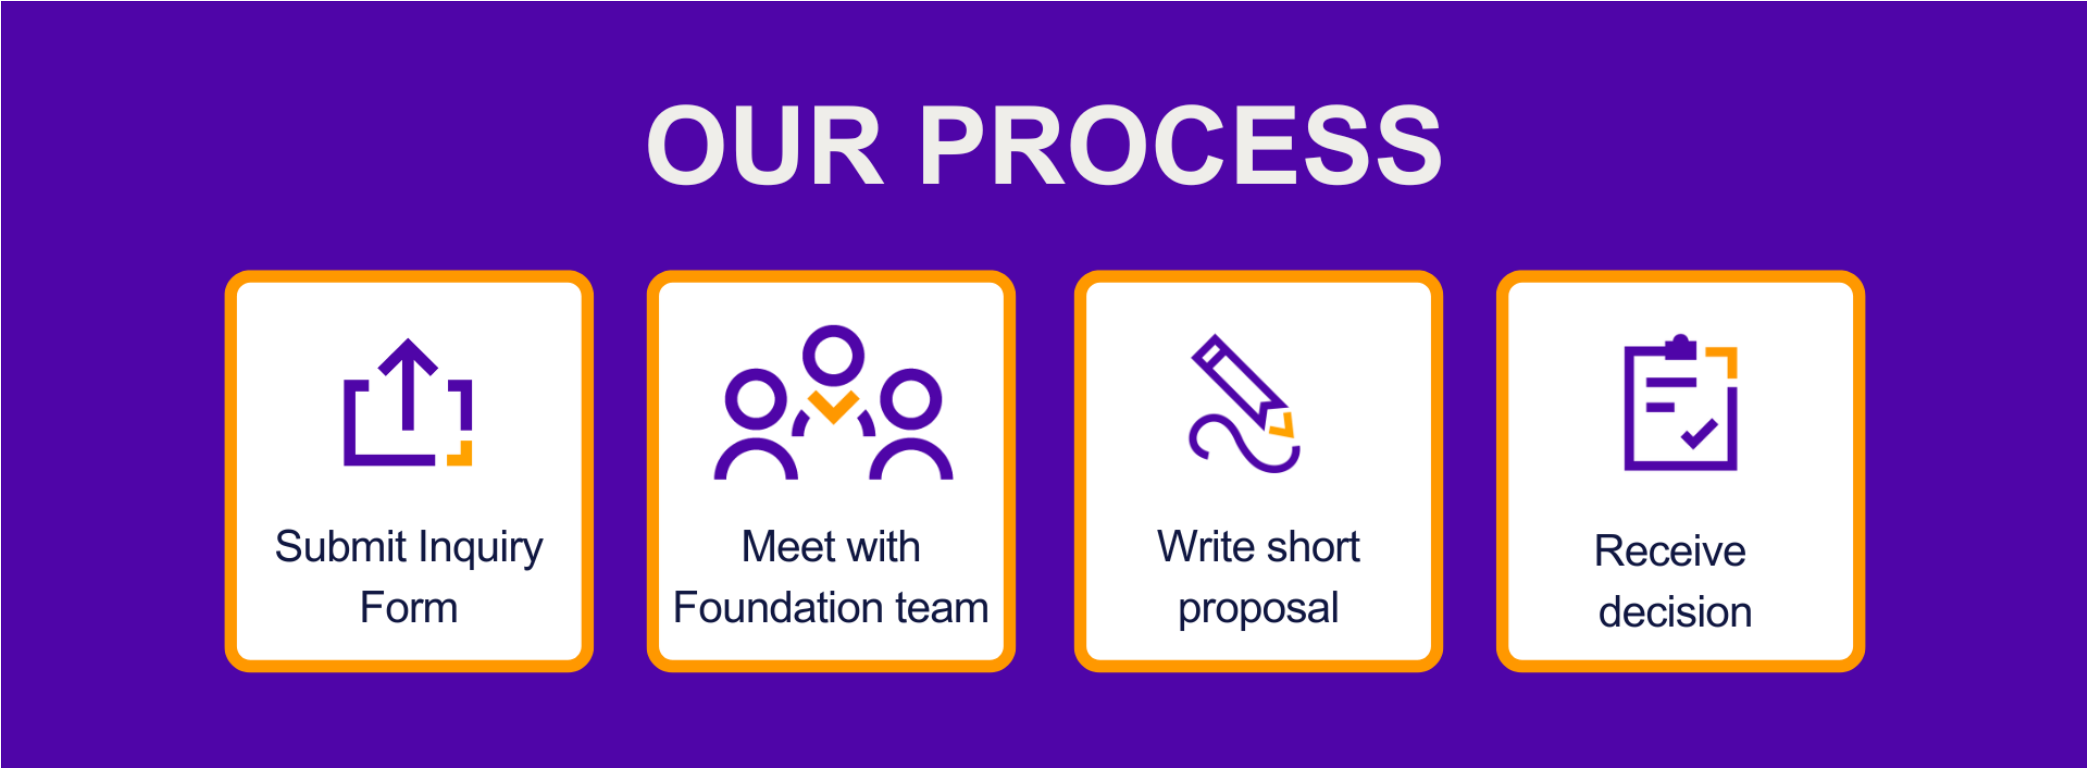 OUR PROCESS
Submit Inquiry
Form
Meet with
Foundation team
Write short
proposal
Receive
decision